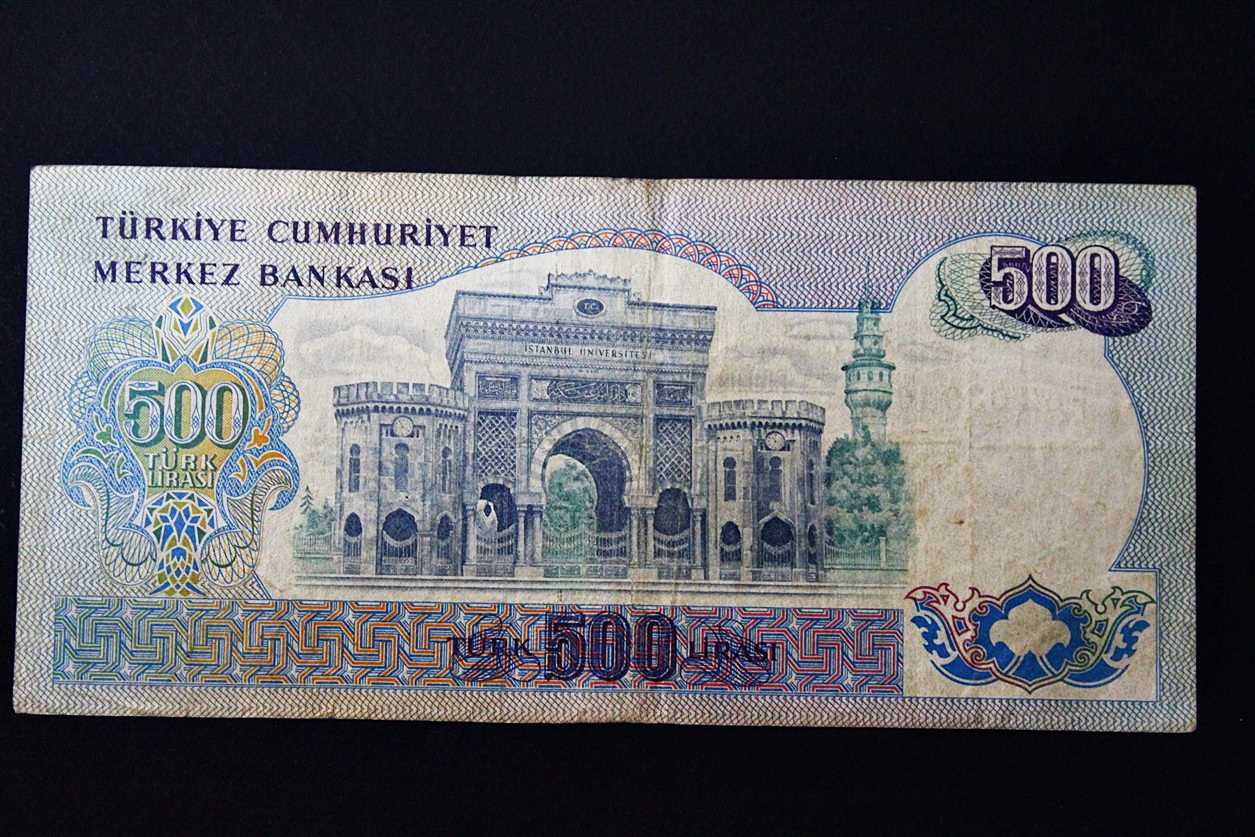 TÜRKİYE CUMHURİYET
MERKEZ BANKASI
500
500
TÜRK
LİRASI
İSTANBUL ÜNİVERSİTESİ
TÜRK 500 LİRASI